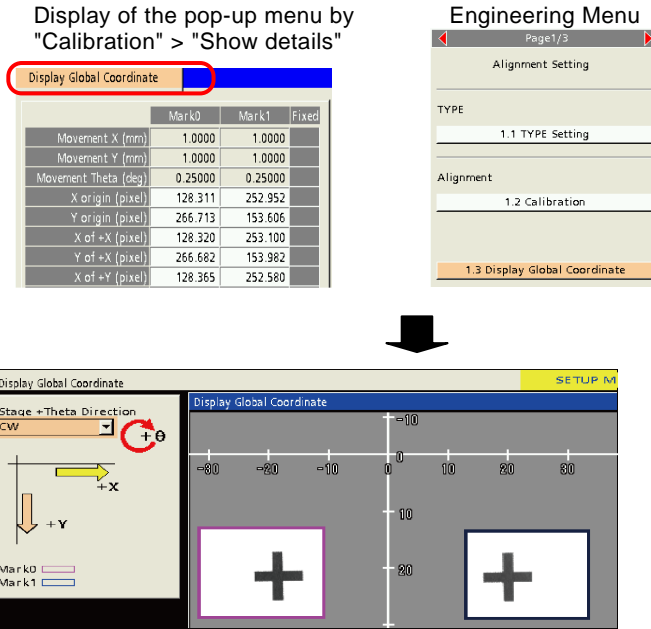 Display of the pop-up menu by
"Calibration" > "Show details"
Display Global Coordinate
Mark0 Mark1 Fixed
Movement X (mm) 1.0000 1.0000
Movement Y (mm) 1.0000 1.0000
Movement Theta (deg) 0.25000 0.25000
X origin (pixel) 128.311 252.952
Y origin (pixel) 266.713 153.606
X of +X (pixel) 128.320 253.100
Y of +X (pixel) 266.682 153.982
X of +Y (pixel) 128.365 252.580
Engineering Menu
Page1/3
Alignment Setting
TYPE
1.1 TYPE Setting
Alignment
1.2 Calibration
1.3 Display Global Coordinate
Display Global Coordinate
SETUP M
Stage +Theta Direction
CW
+θ
+X
+Y
Mark0
Mark1
Display Global Coordinate
-10
0
-30 -20 -10 0 10 20 30
10
20